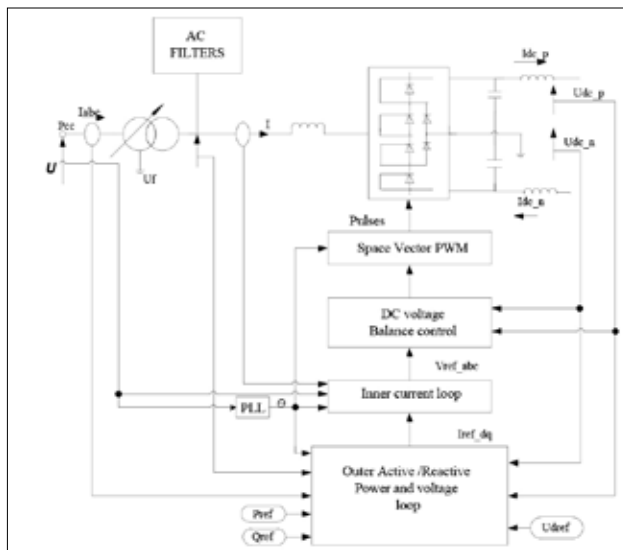 AC
FILTERS
Idc_p
Udc_p
Iabc
Pcc
I
Udc_n
U
Uf
Idc_n
Pulses
Space Vector PWM
DC voltage
Balance control
Vref_abc
Inner current loop
PLL
Θ
Iref_dq
Outer Active /Reactive
Power and voltage
loop
Pref
Qref
Udref